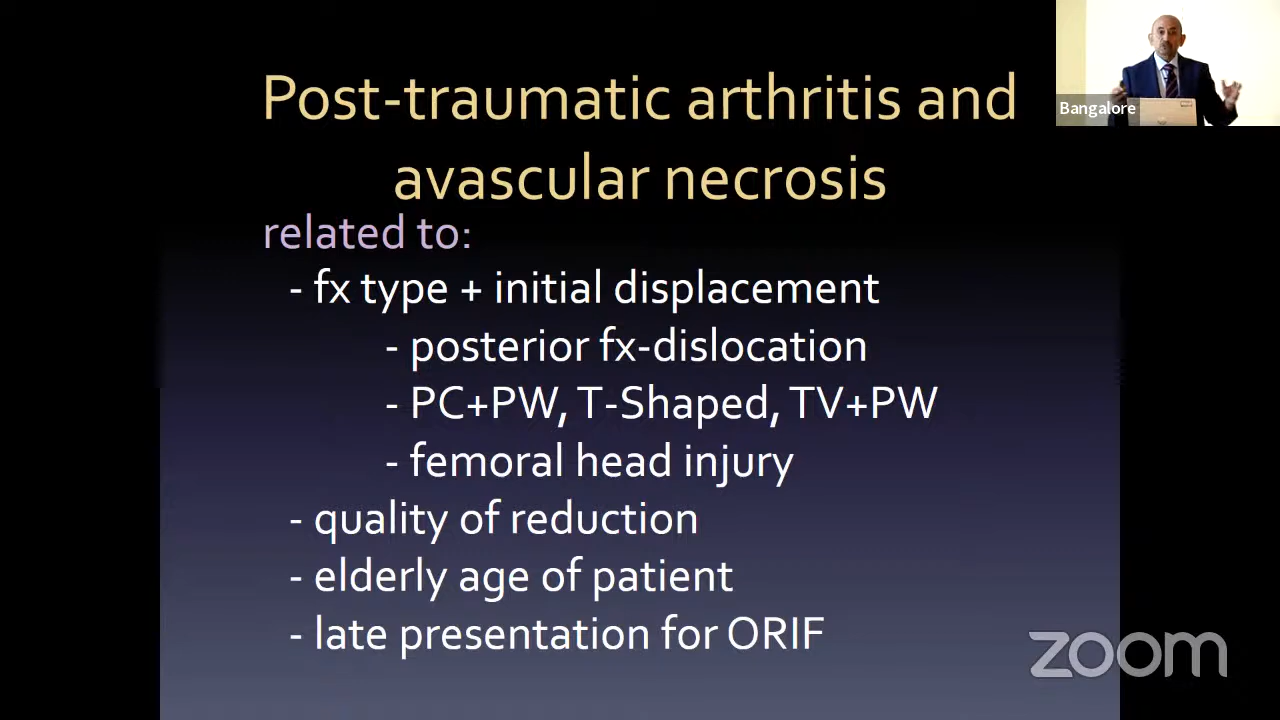 Post-traumatic arthritis and
avascular necrosis
related to:
- fx type + initial displacement
- posterior fx-dislocation
- PC+PW, T-Shaped, TV+PW
- femoral head injury
- quality of reduction
- elderly age of patient
- late presentation for ORIF
Bangalore
zoom